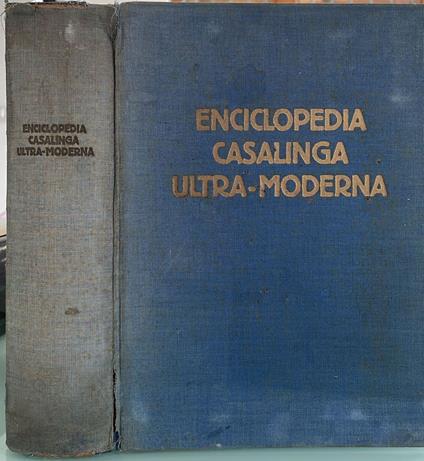 ENCICLOPEDIA
CASALINGA
ULTRA-MODERNA
ENCICLOPEDIA
CASALINGA
ULTRA-MODERNA